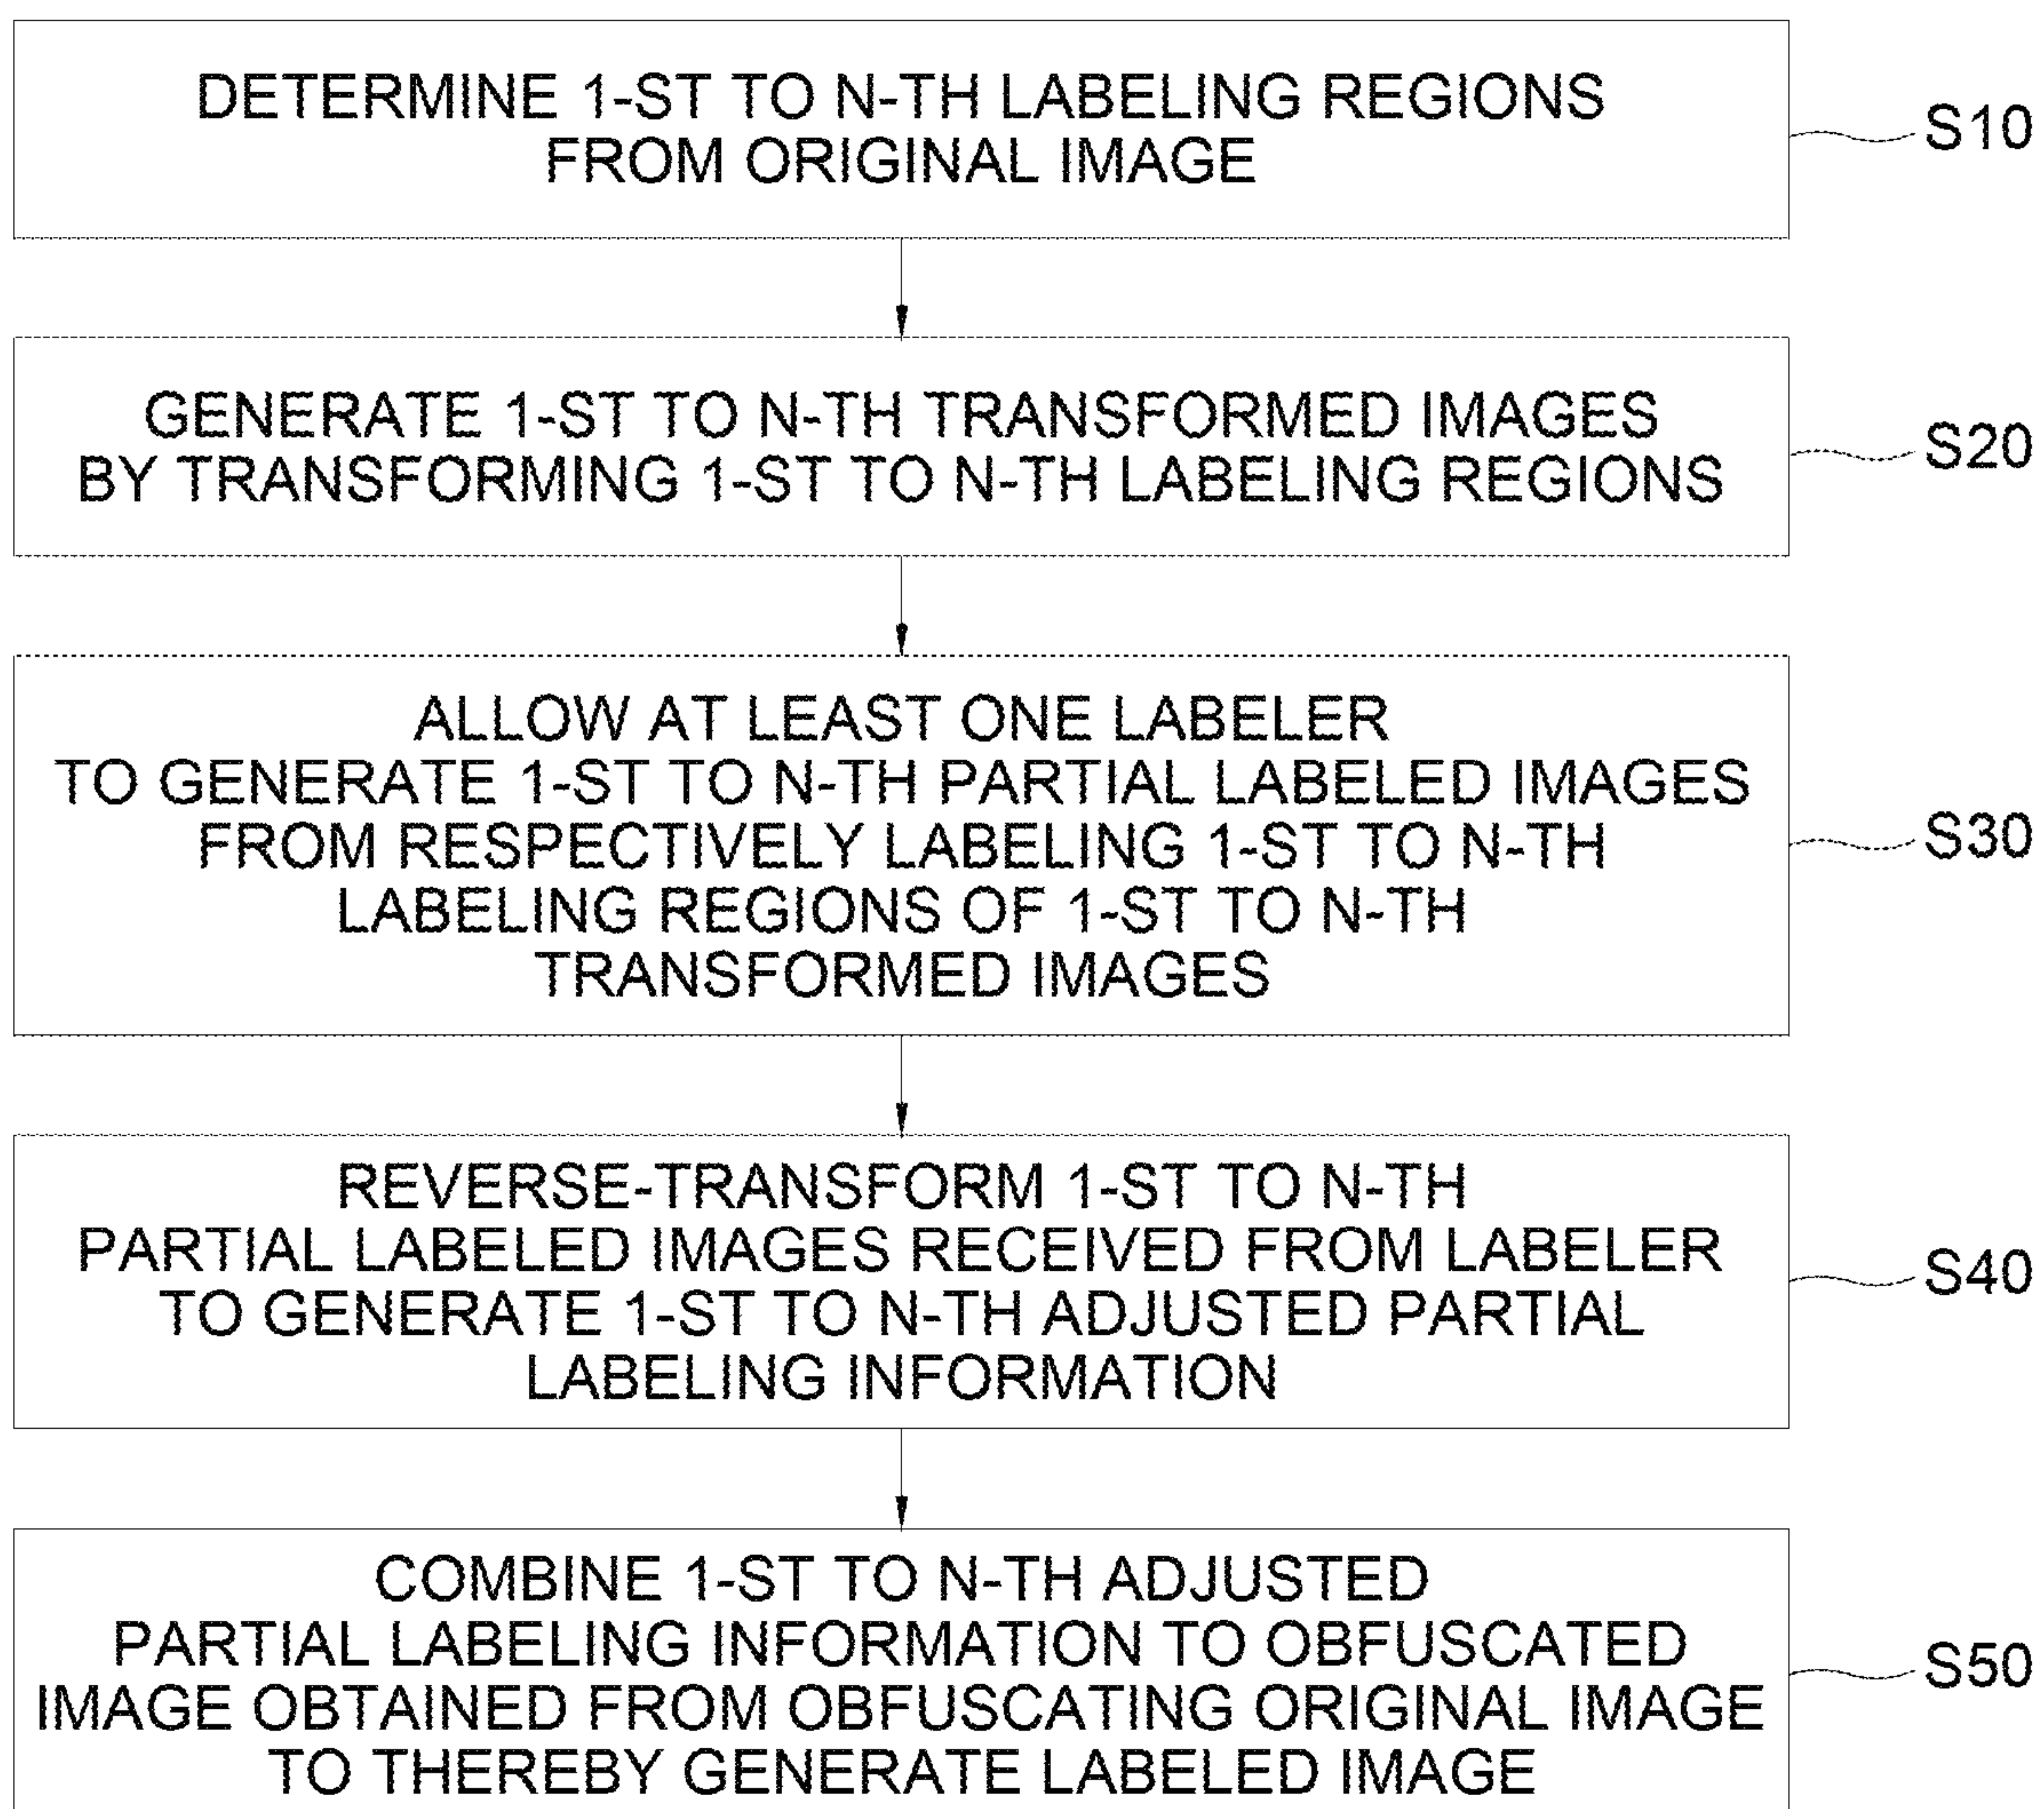 DETERMINE 1-ST TO N-TH LABELING REGIONS
FROM ORIGINAL IMAGE
S10
GENERATE 1-ST TO N-TH TRANSFORMED IMAGES
BY TRANSFORMING 1-ST TO N-TH LABELING REGIONS
S20
ALLOW AT LEAST ONE LABELER
TO GENERATE 1-ST TO N-TH PARTIAL LABELED IMAGES
FROM RESPECTIVELY LABELING 1-ST TO N-TH
LABELING REGIONS OF 1-ST TO N-TH
TRANSFORMED IMAGES
S30
REVERSE-TRANSFORM 1-ST TO N-TH
PARTIAL LABELED IMAGES RECEIVED FROM LABELER
TO GENERATE 1-ST TO N-TH ADJUSTED PARTIAL
LABELING INFORMATION
S40
COMBINE 1-ST TO N-TH ADJUSTED
PARTIAL LABELING INFORMATION TO OBFUSCATED
IMAGE OBTAINED FROM OBFUSCATING ORIGINAL IMAGE
TO THEREBY GENERATE LABELED IMAGE
S50